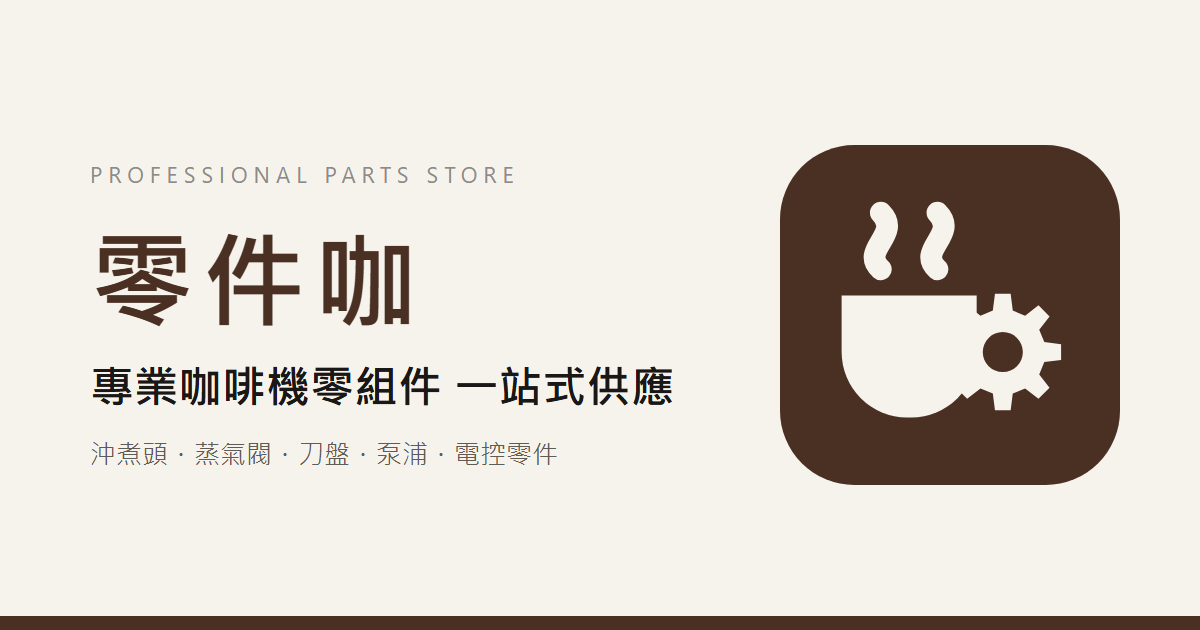 PROFESSIONAL PARTS STORE
零件咖
專業咖啡機零組件 一站式供應
沖煮頭 · 蒸氣閥 · 刀盤 · 泵浦 · 電控零件